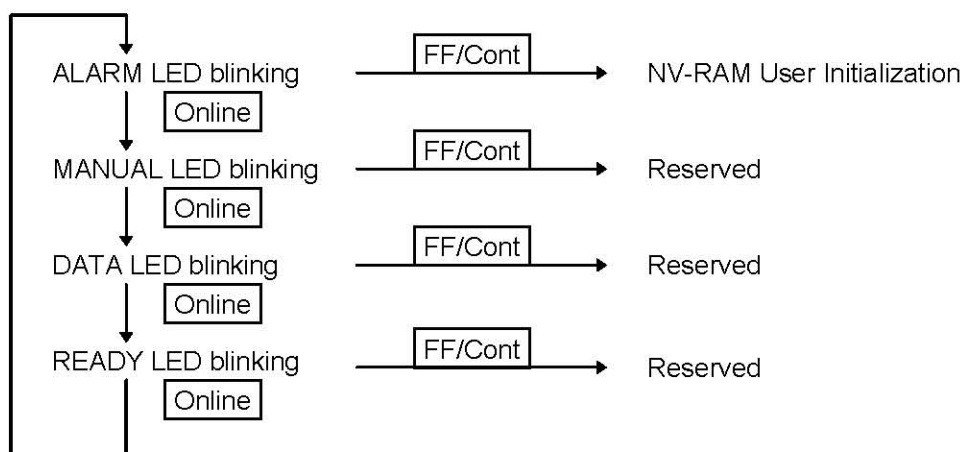 ALARM LED blinking
FF/Cont
NV-RAM User Initialization
Online
MANUAL LED blinking
FF/Cont
Reserved
Online
DATA LED blinking
FF/Cont
Reserved
Online
READY LED blinking
FF/Cont
Reserved
Online